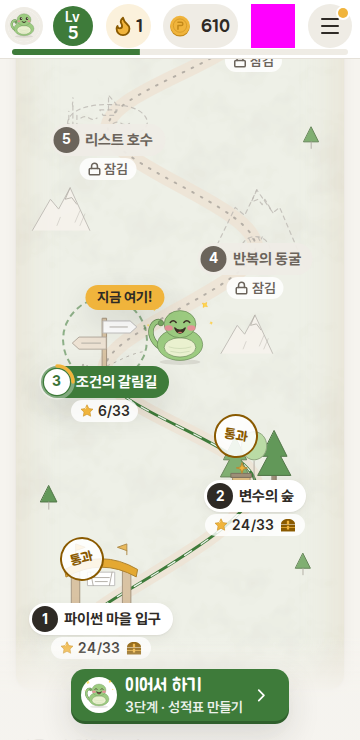 Lv
5
1
P
610
잠김
5 리스트 호수
잠김
4 반복의 동굴
잠김
지금 여기!
3 조건의 갈림길
6/33
통과
2 변수의 숲
24/33
통과
1 파이썬 마을 입구
24/33
이어서 하기
3단계 · 성적표 만들기